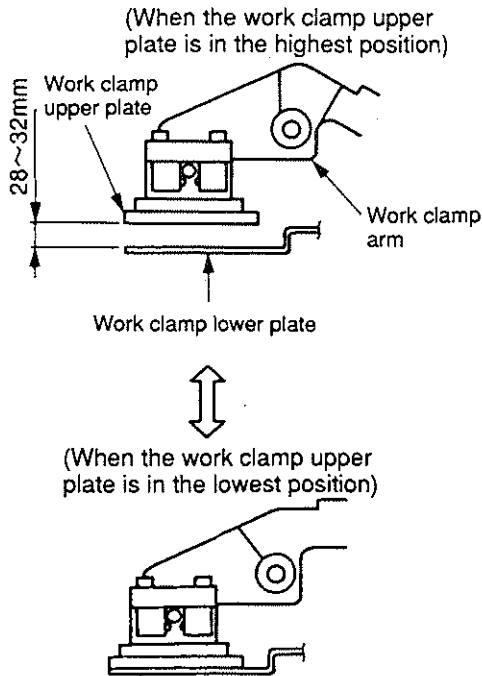 (When the work clamp upper
plate is in the highest position)
Work clamp
upper plate
28~32mm
Work clamp
arm
Work clamp lower plate
(When the work clamp upper
plate is in the lowest position)